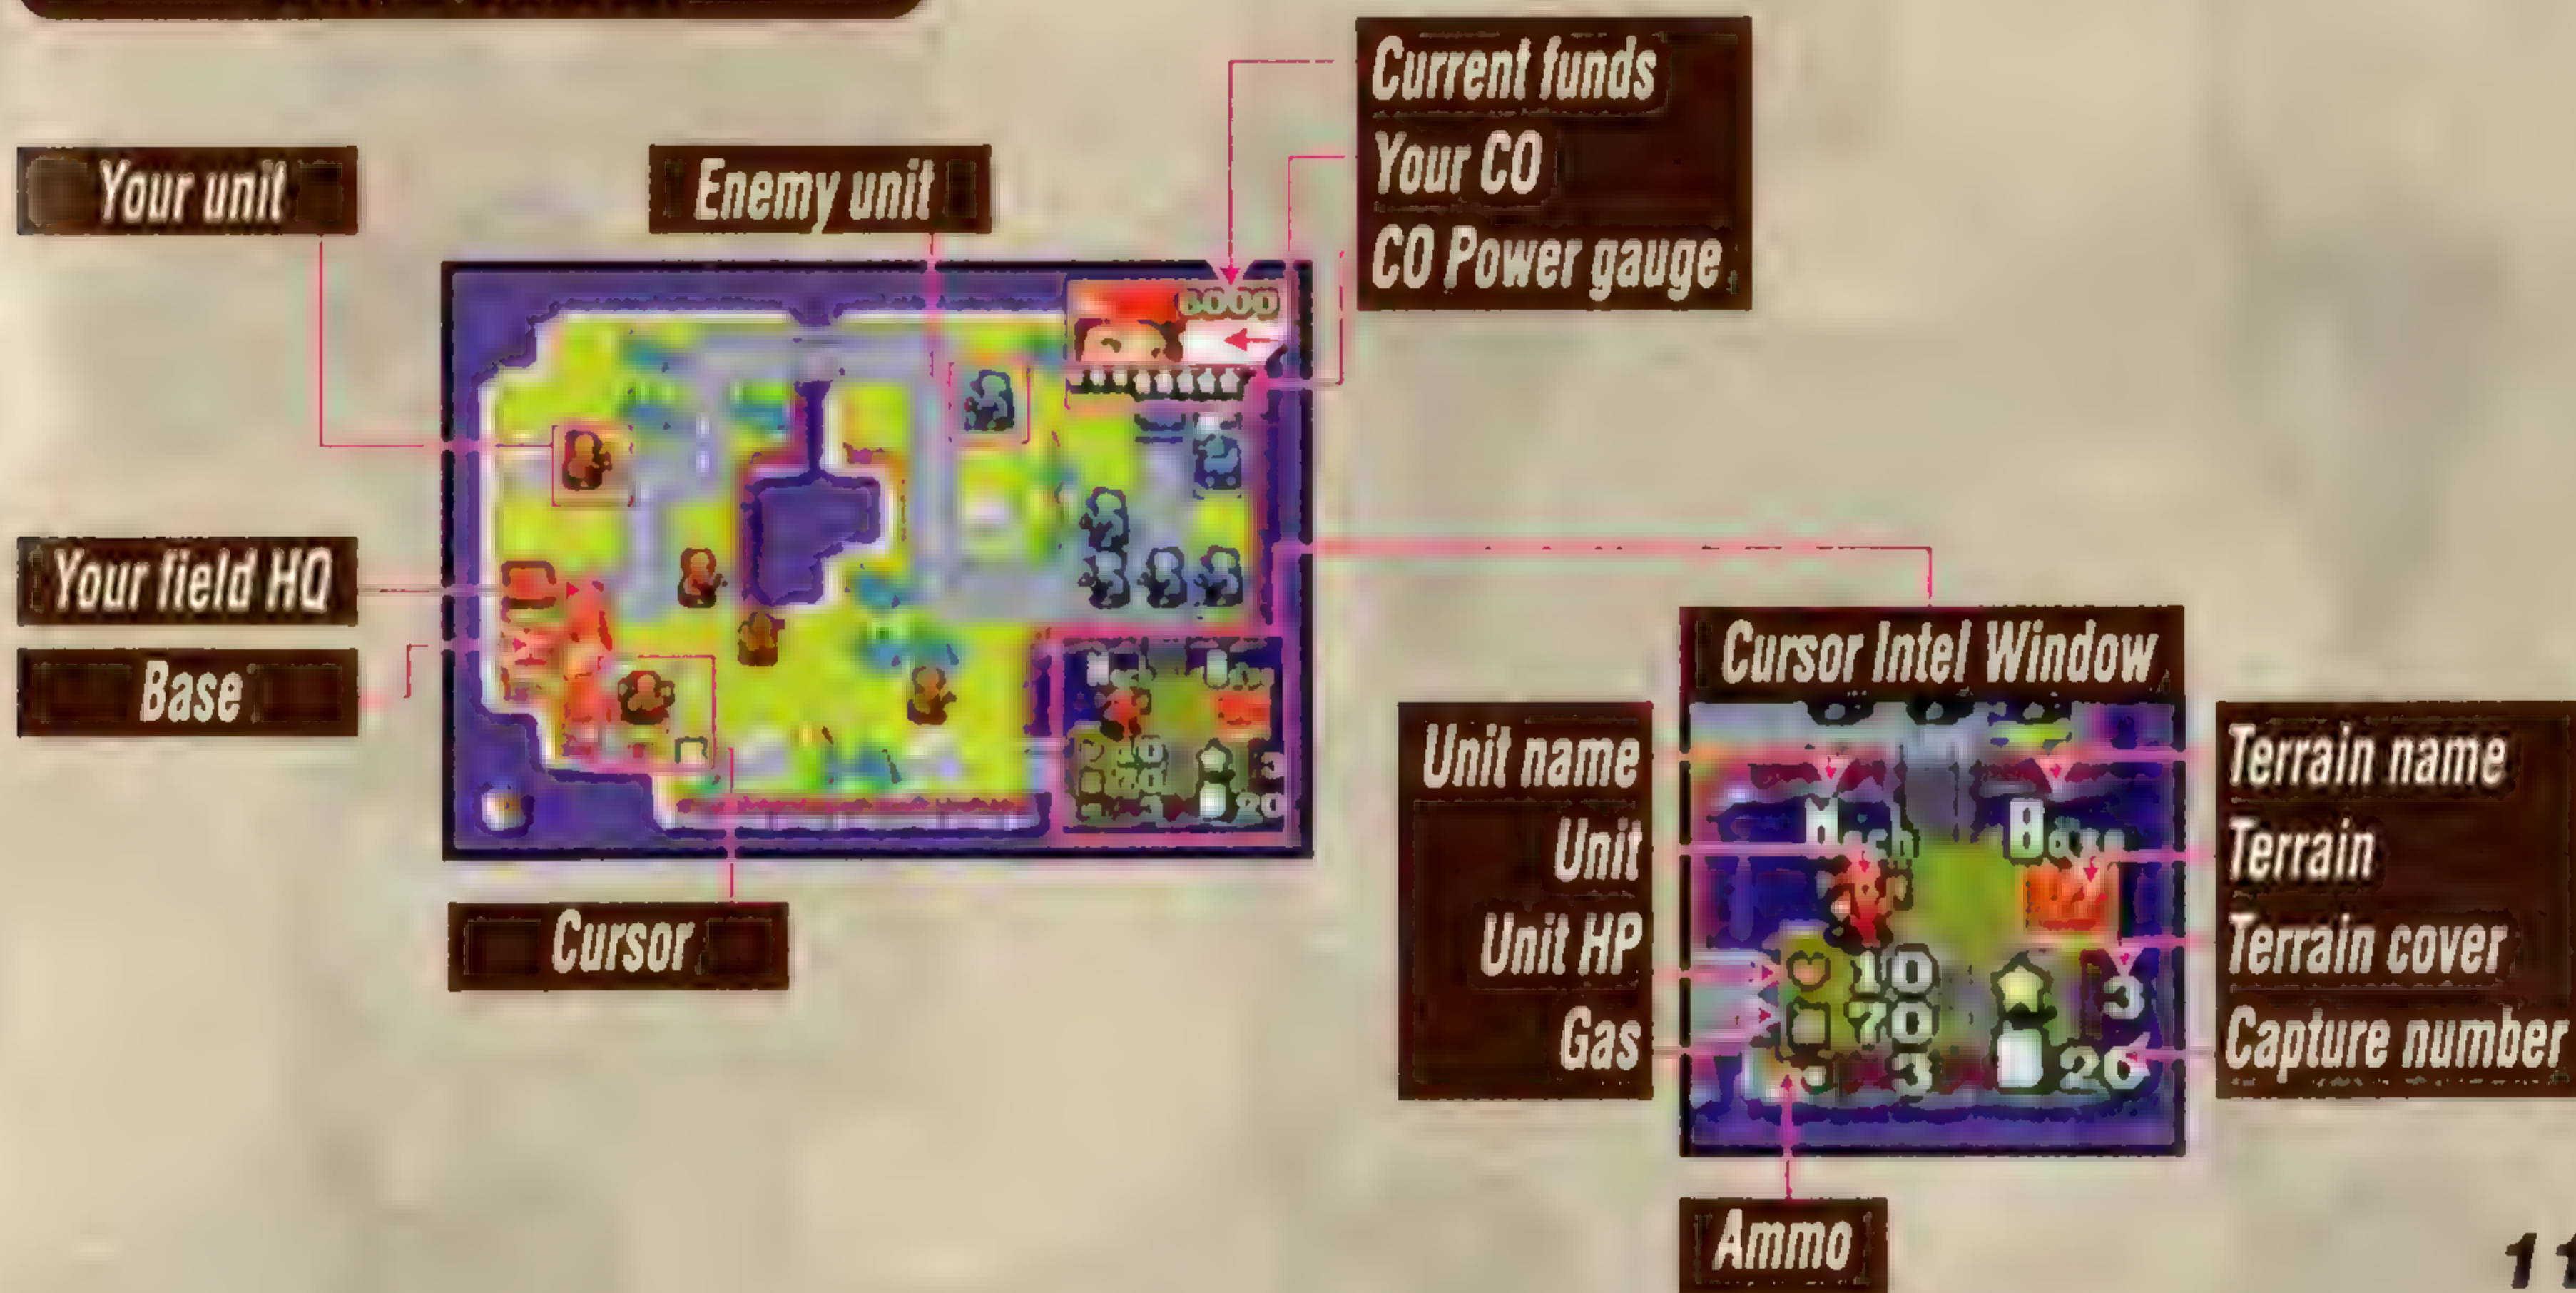 Current funds
Your CO
CO Power gauge
Your unit
Enemy unit
6000
Your field HQ
Base
Cursor
Cursor Intel Window
Unit name
Unit
Unit HP
Gas
Mech
Base
10
70
3
3
20
Terrain name
Terrain
Terrain cover
Capture number
Ammo
11